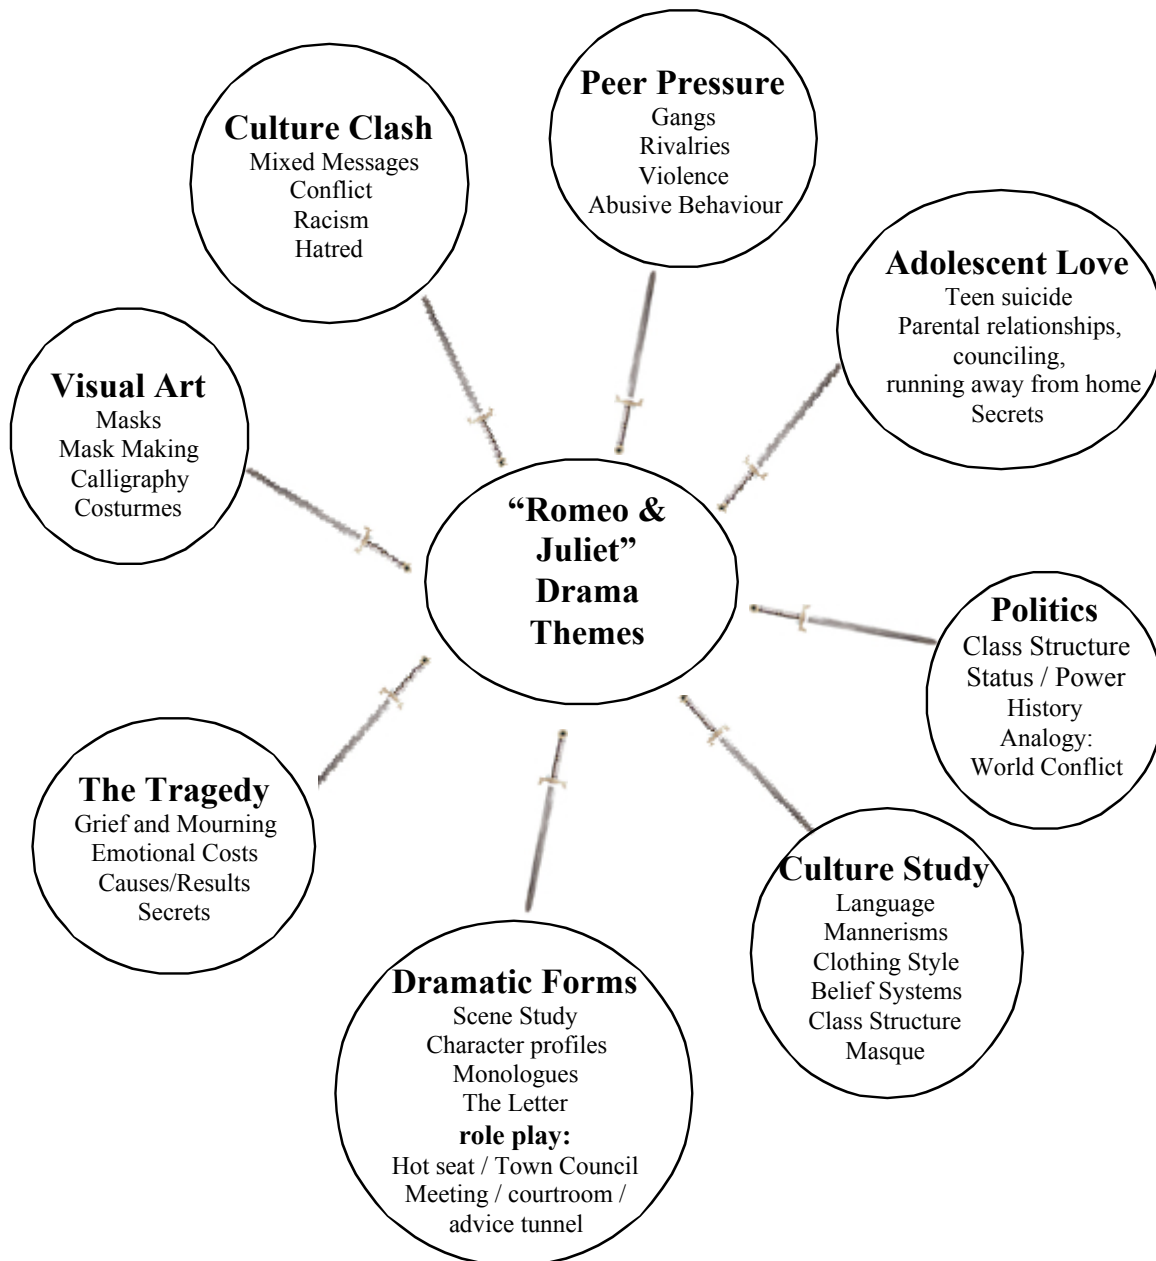 Peer Pressure
Gangs
Rivalries
Violence
Abusive Behaviour
Culture Clash
Mixed Messages
Conflict
Racism
Hatred
Adolescent Love
Teen suicide
Parental relationships,
counciling,
running away from home
Secrets
Visual Art
Masks
Mask Making
Calligraphy
Costurmes
“Romeo &
Juliet”
Drama
Themes
Politics
Class Structure
Status / Power
History
Analogy:
World Conflict
The Tragedy
Grief and Mourning
Emotional Costs
Causes/Results
Secrets
Culture Study
Language
Mannerisms
Clothing Style
Belief Systems
Class Structure
Masque
Dramatic Forms
Scene Study
Character profiles
Monologues
The Letter
role play:
Hot seat / Town Council
Meeting / courtroom /
advice tunnel